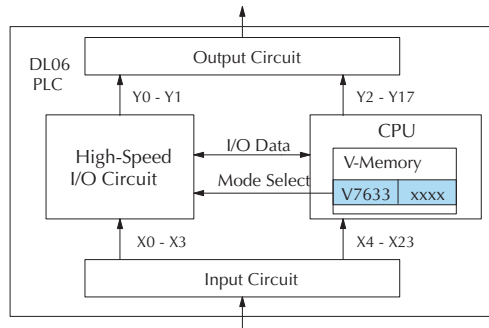 Output Circuit
DL06
PLC
Y0 - Y1
Y2 - Y17
CPU
High-Speed
I/O Circuit
I/O Data
V-Memory
Mode Select
V7633 xxxx
X0 - X3
X4 - X23
Input Circuit